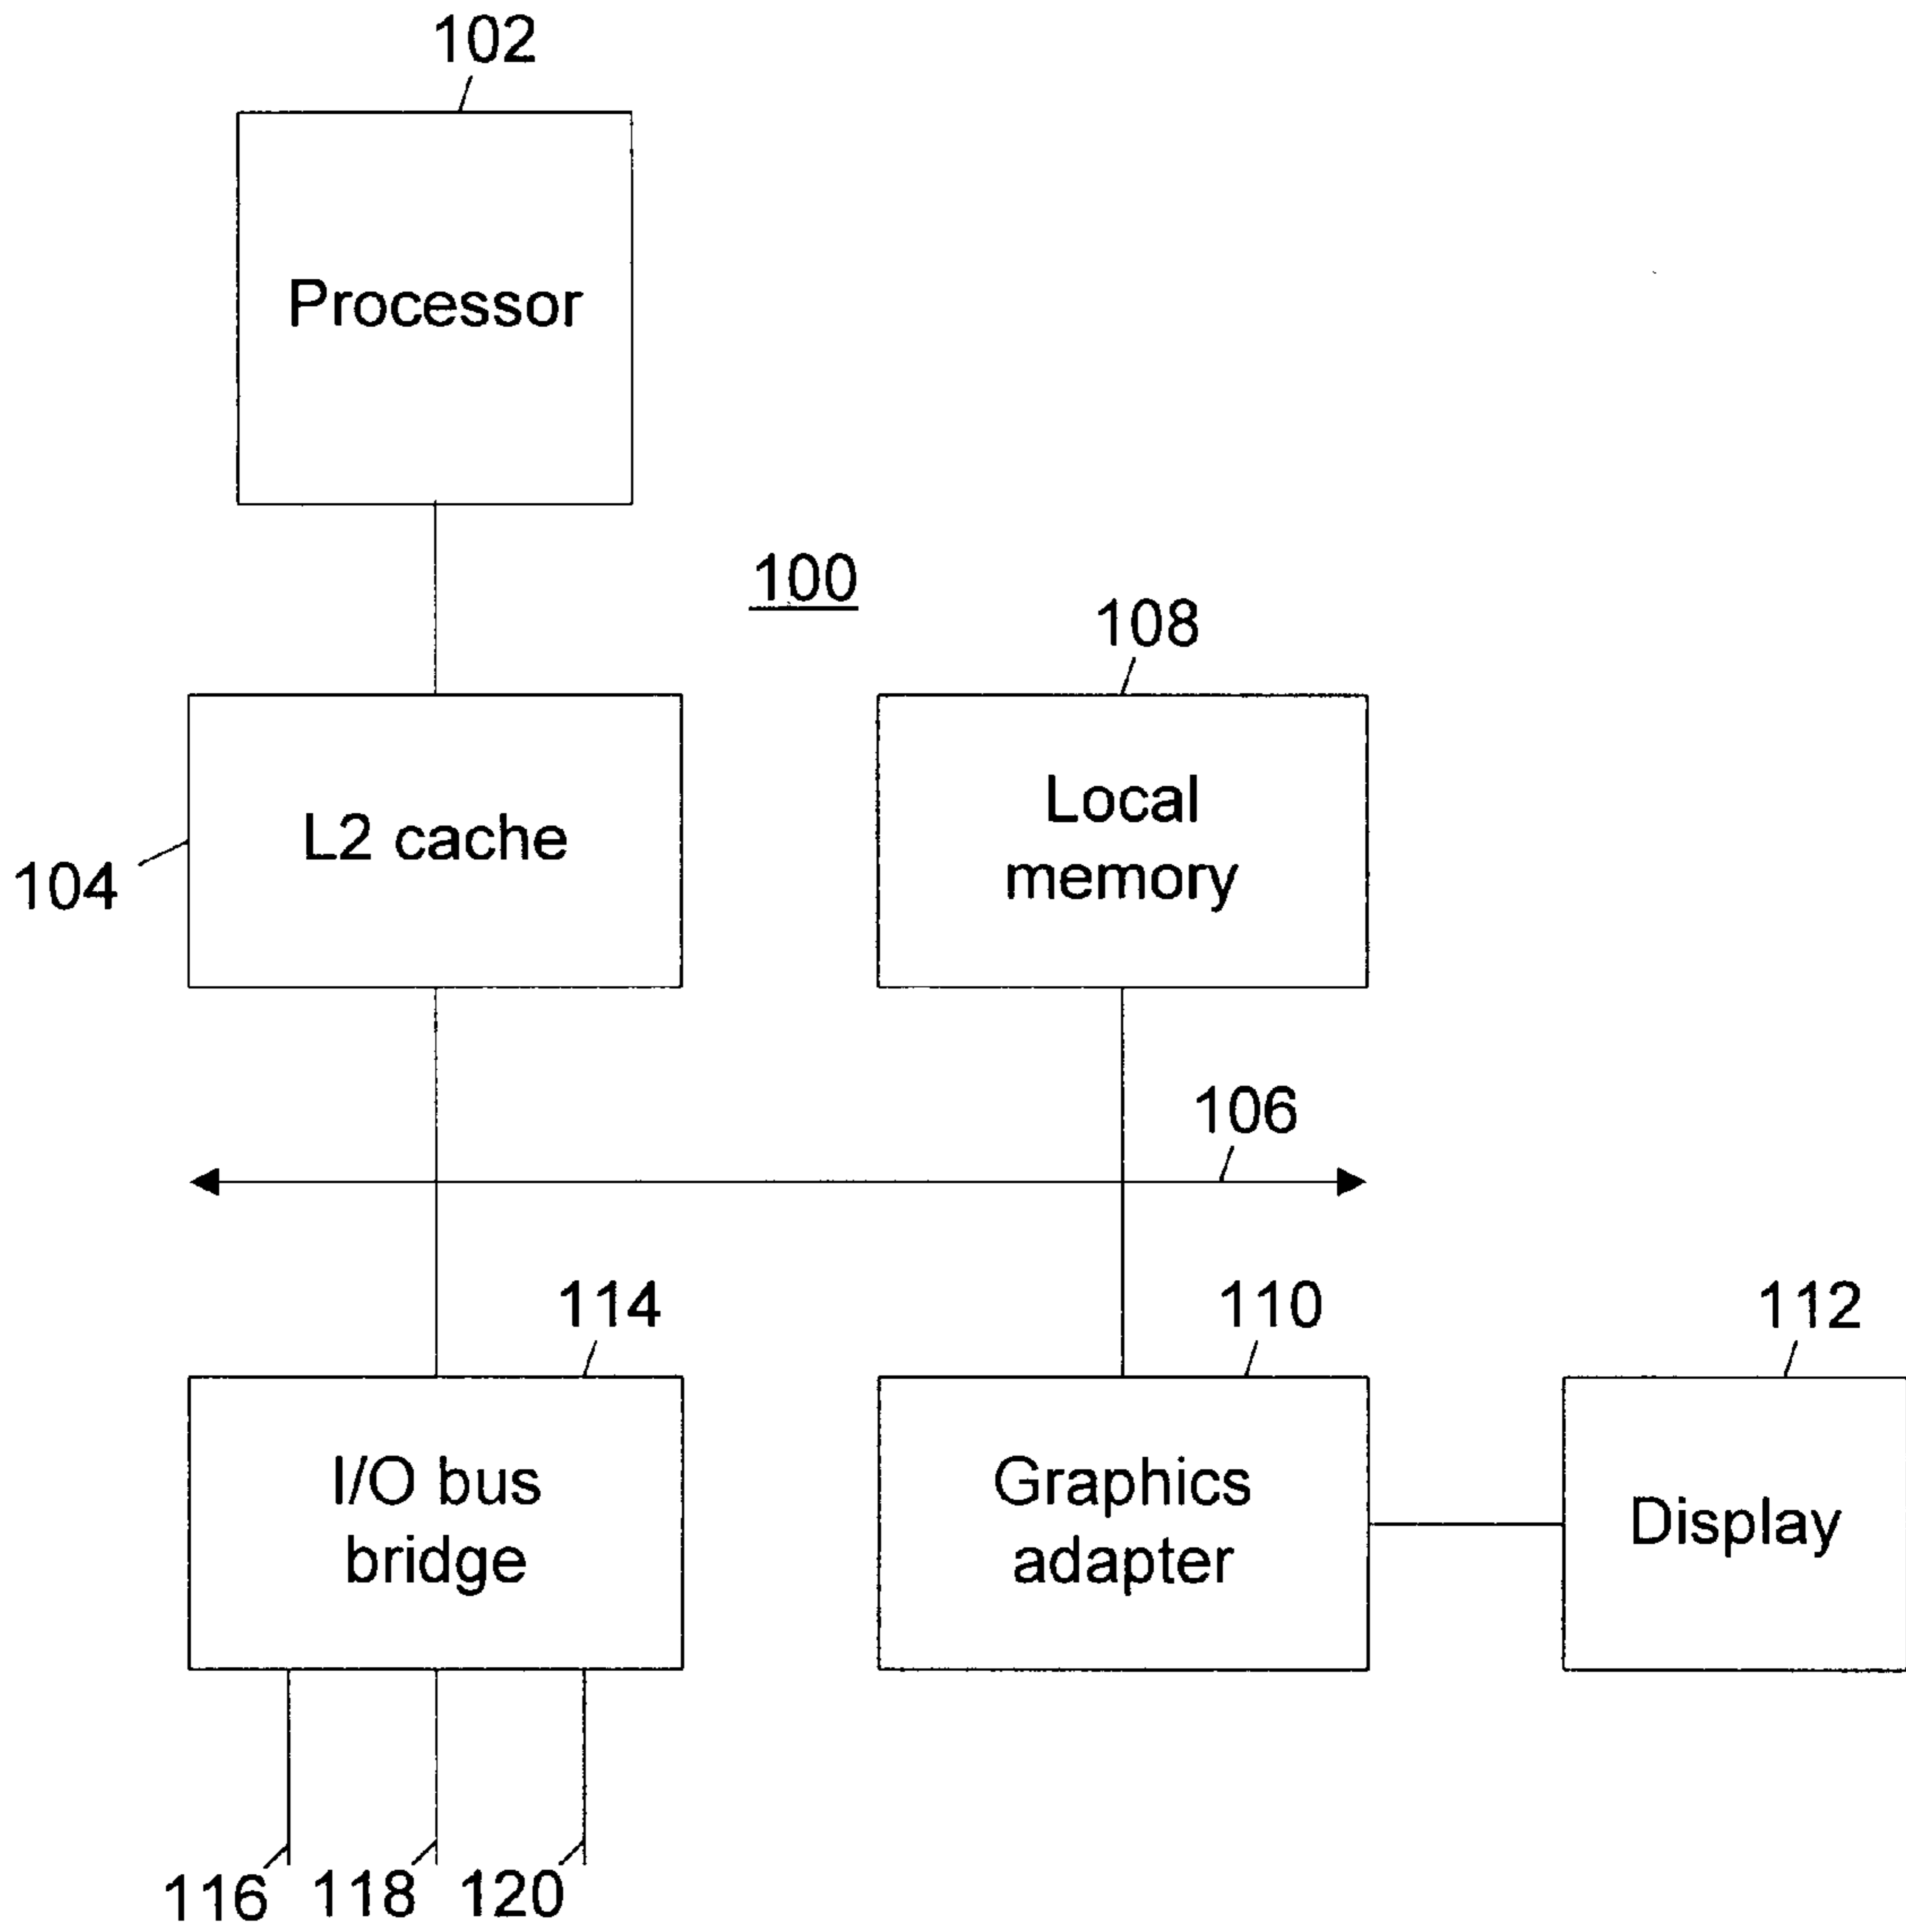 102
Processor
100
108
L2 cache
Local
memory
104
106
114
110
112
I/O bus
bridge
Graphics
adapter
Display
116
118
120